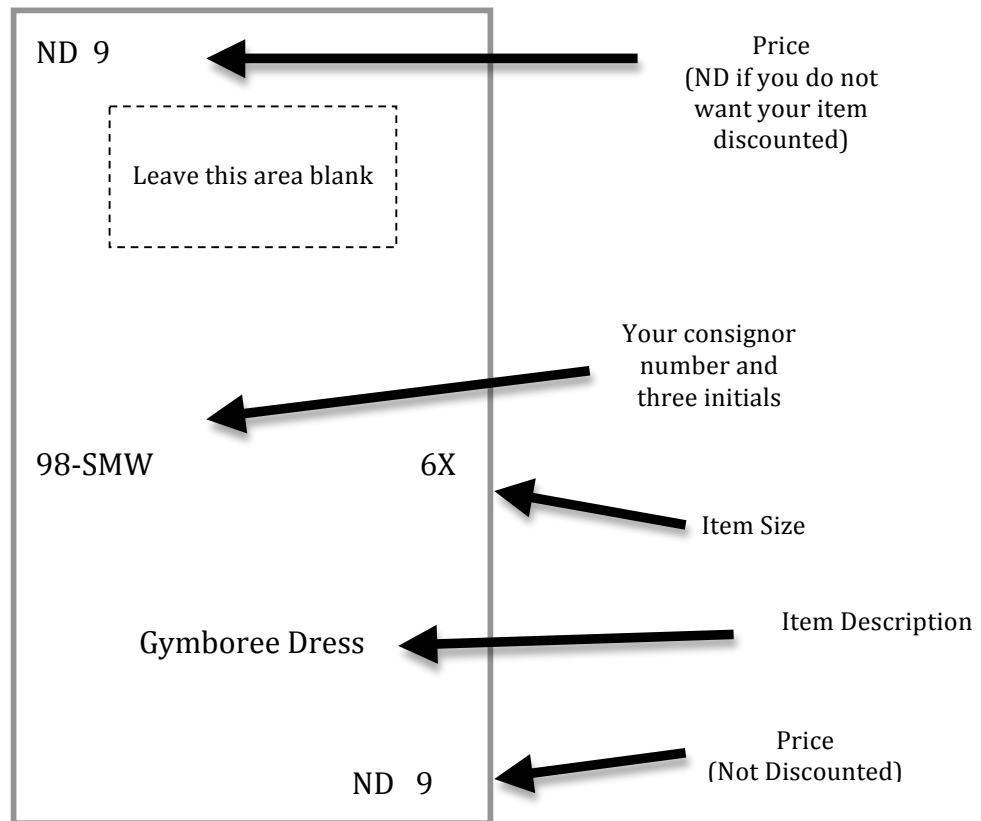 ND 9
Price
(ND if you do not
want your item
discounted)
Leave this area blank
Your consignor
number and
three initials
98-SMW
6X
Item Size
Gymboree Dress
Item Description
Price
(Not Discounted)
ND 9